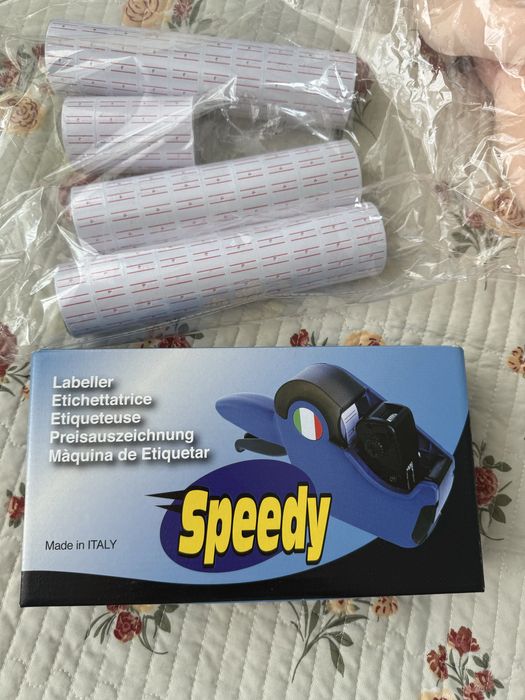 Labeller
Etichettatrice
Etiqueteuse
Preisauszeichnung
Màquina de Etiquetar
Speedy
Made in ITALY